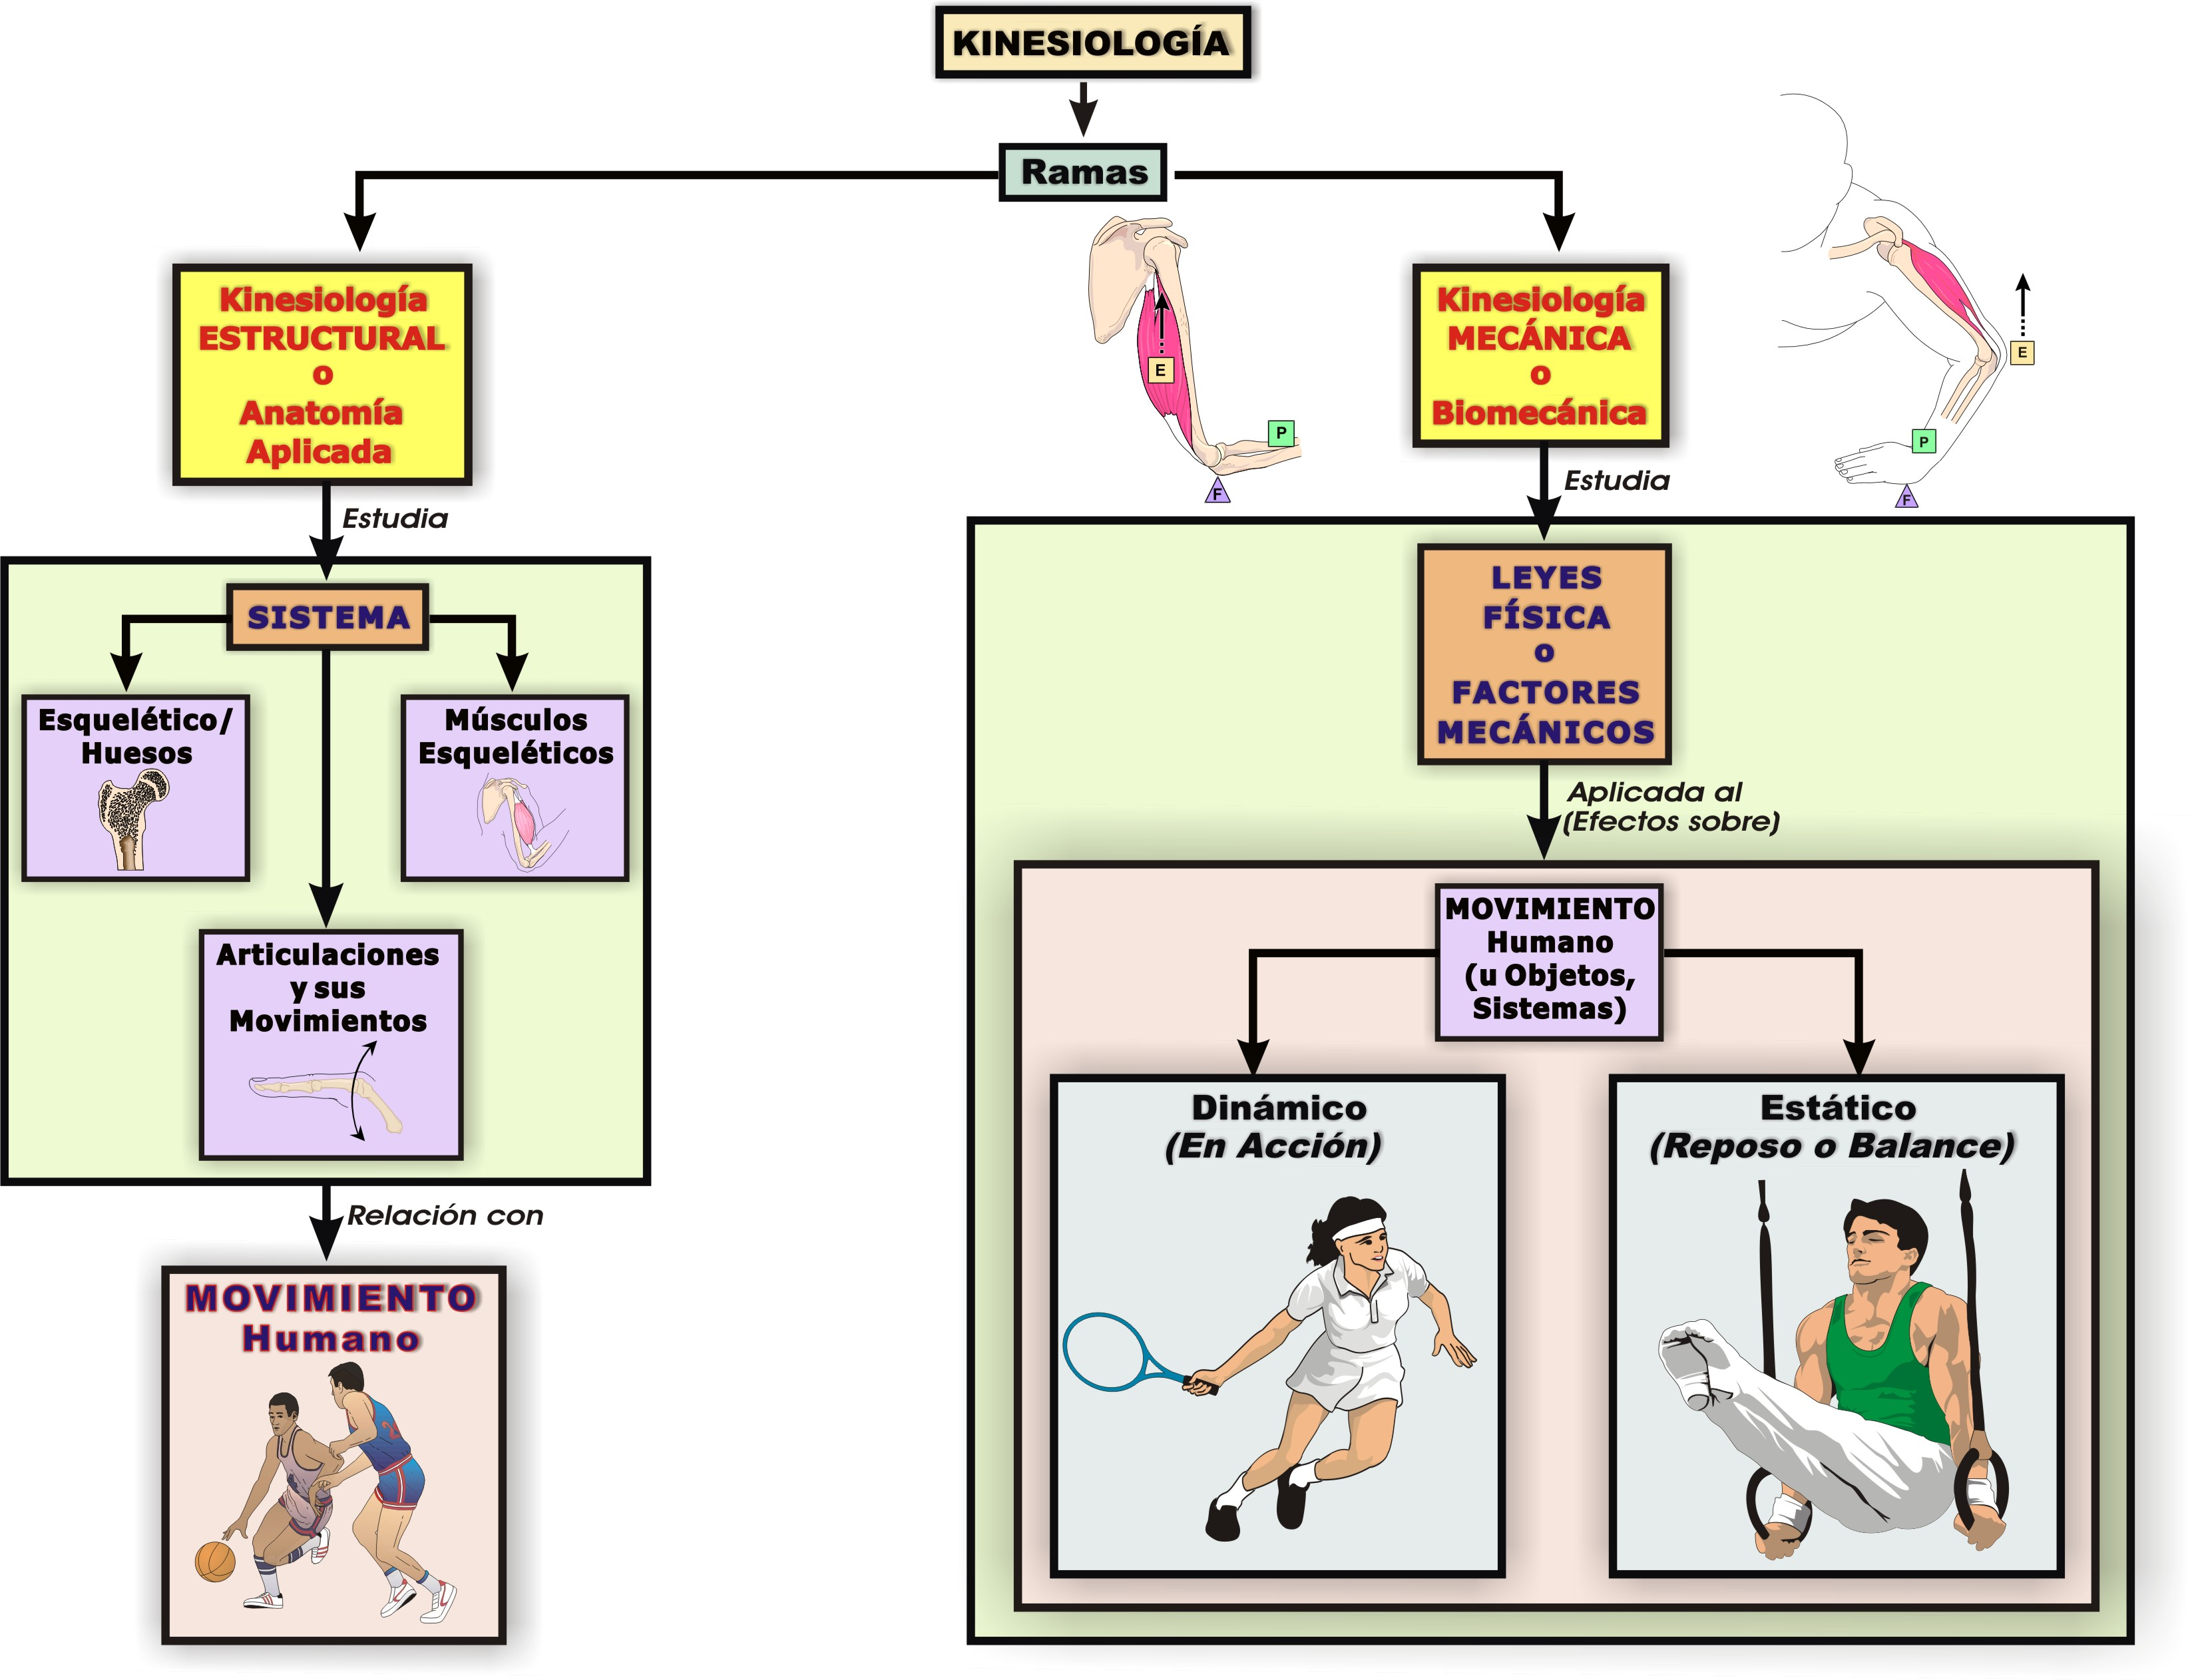 KINESIOLOGÍA
Ramas
Kinesiología
ESTRUCTURAL
o
Anatomía
Aplicada
Estudia
SISTEMA
Esquelético/
Huesos
Músculos
Esqueléticos
Articulaciones
y sus
Movimientos
Relación con
MOVIMIENTO
Humano
E
P
F
Kinesiología
MECÁNICA
o
Biomecánica
E
P
F
Estudia
LEYES
FÍSICA
o
FACTORES
MECÁNICOS
Aplicada al
(Efectos sobre)
MOVIMIENTO
Humano
(u Objetos,
Sistemas)
Dinámico
(En Acción)
Estático
(Reposo o Balance)